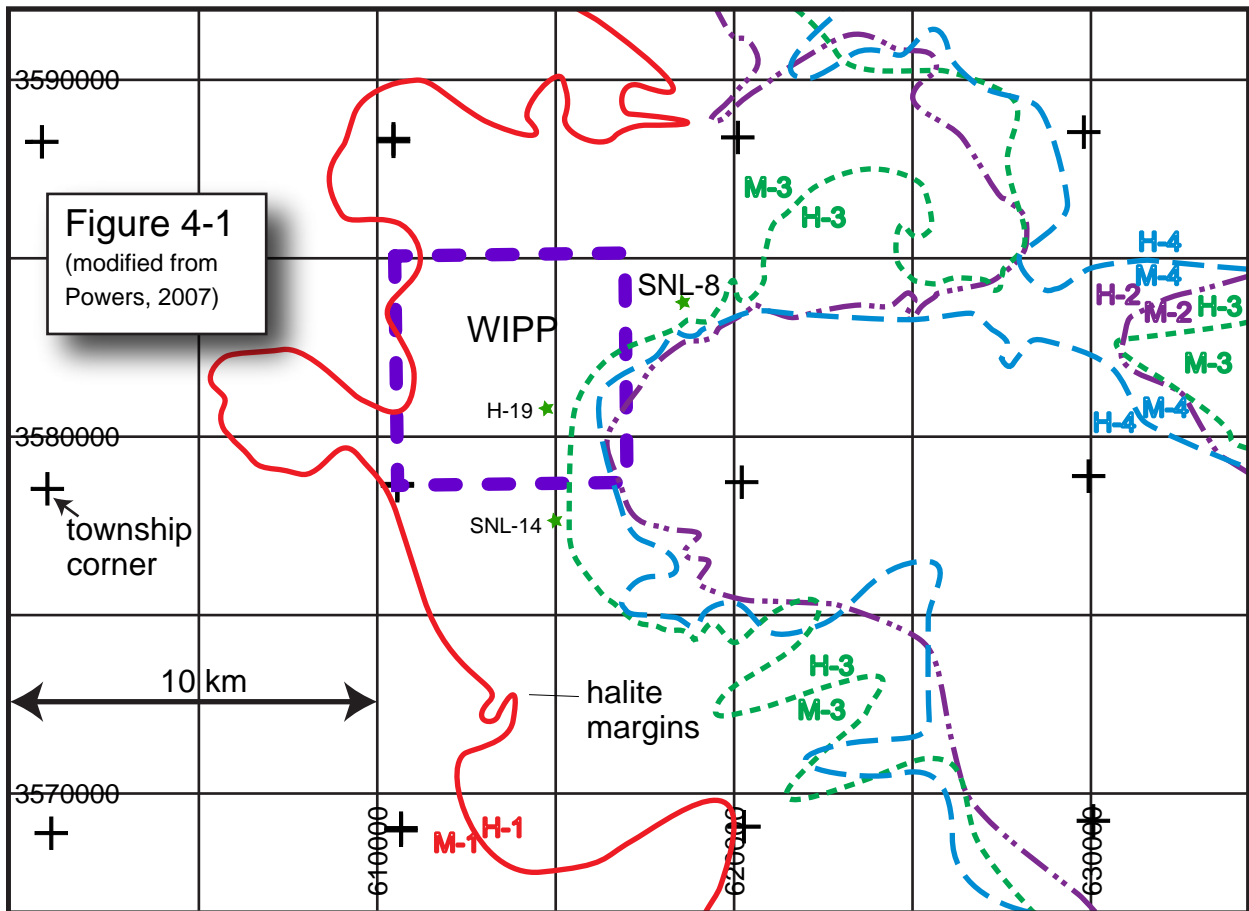 3590000
Figure 4-1
(modified from
Powers, 2007)
M-3
H-3
H-4
M-4
H-2
M-2
H-3
SNL-8
WIPP
M-3
H-19
M-4
H-4
3580000
SNL-14
township
corner
H-3
10 km
halite
margins
M-3
3570000
610000
M-1
H-1
620000
630000